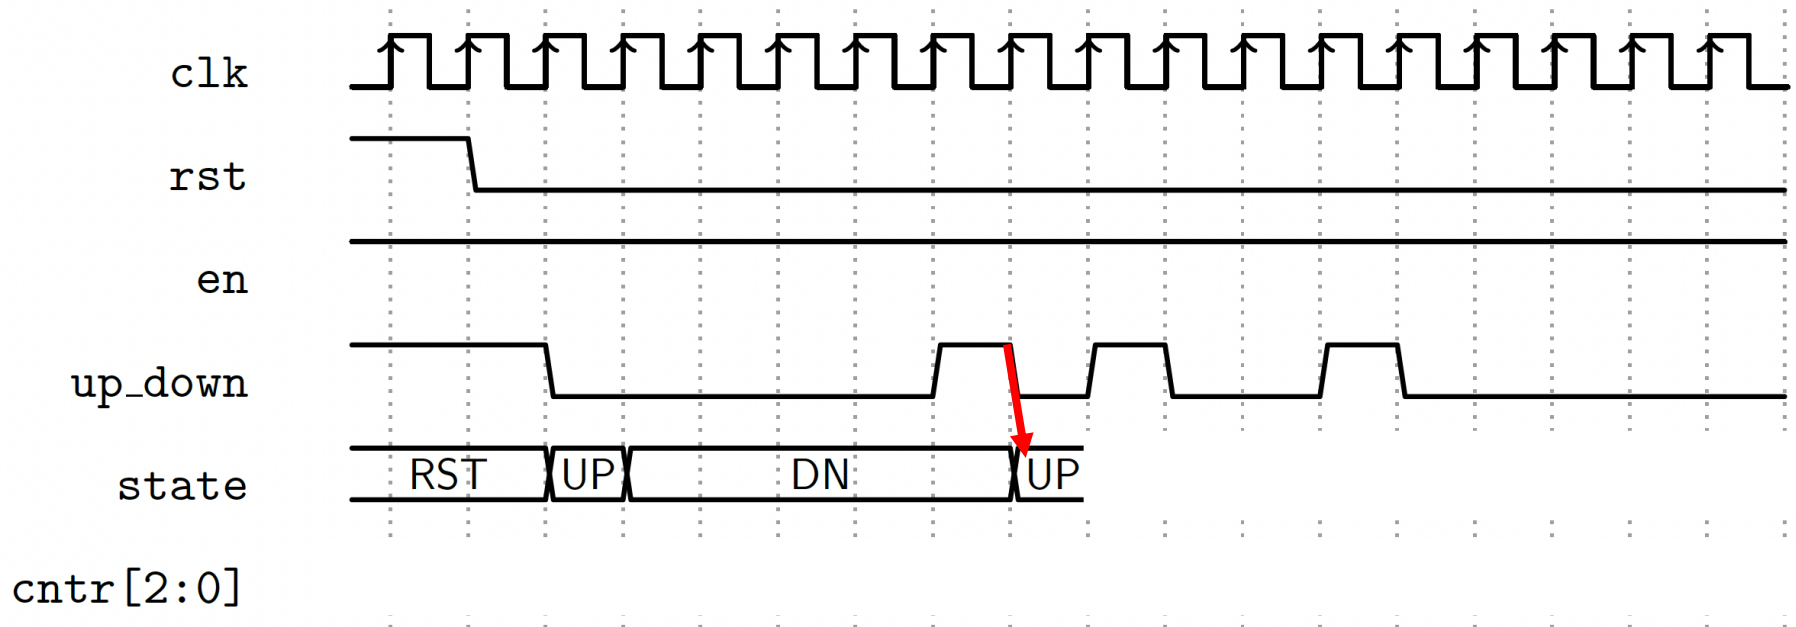 clk
rst
en
up_down
state RST UP DN UP
cntr[2:0]